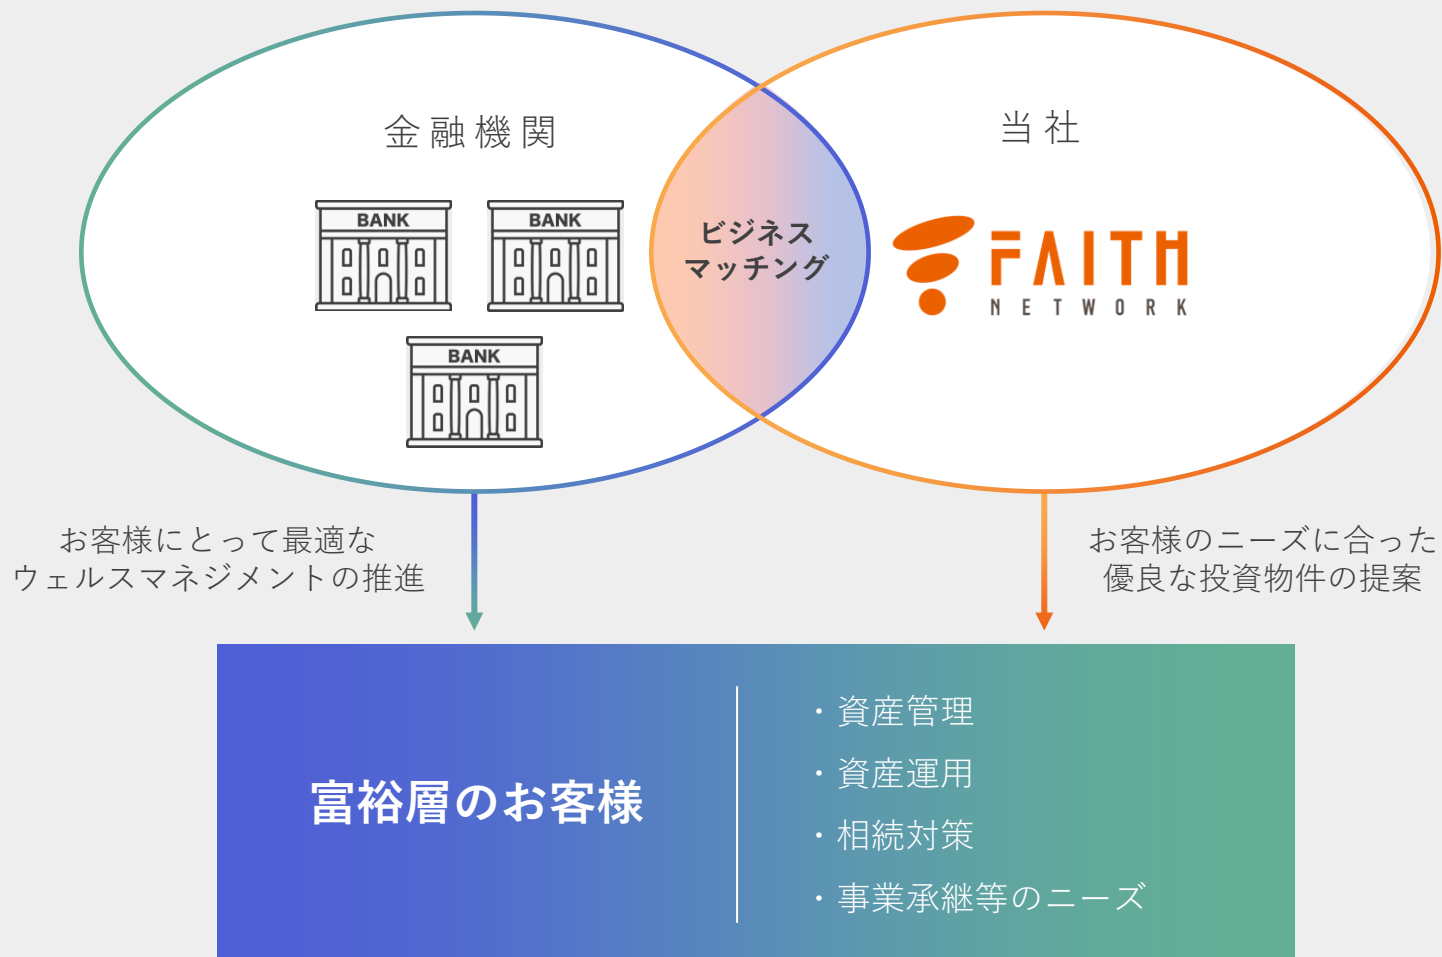 金融機関
BANK
BANK
BANK
ビジネス
マッチング
当社
FAITH
NETWORK
お客様にとって最適な
ウェルスマネジメントの推進
お客様のニーズに合った
優良な投資物件の提案
富裕層のお客様
・資産管理
・資産運用
・相続対策
・事業承継等のニーズ